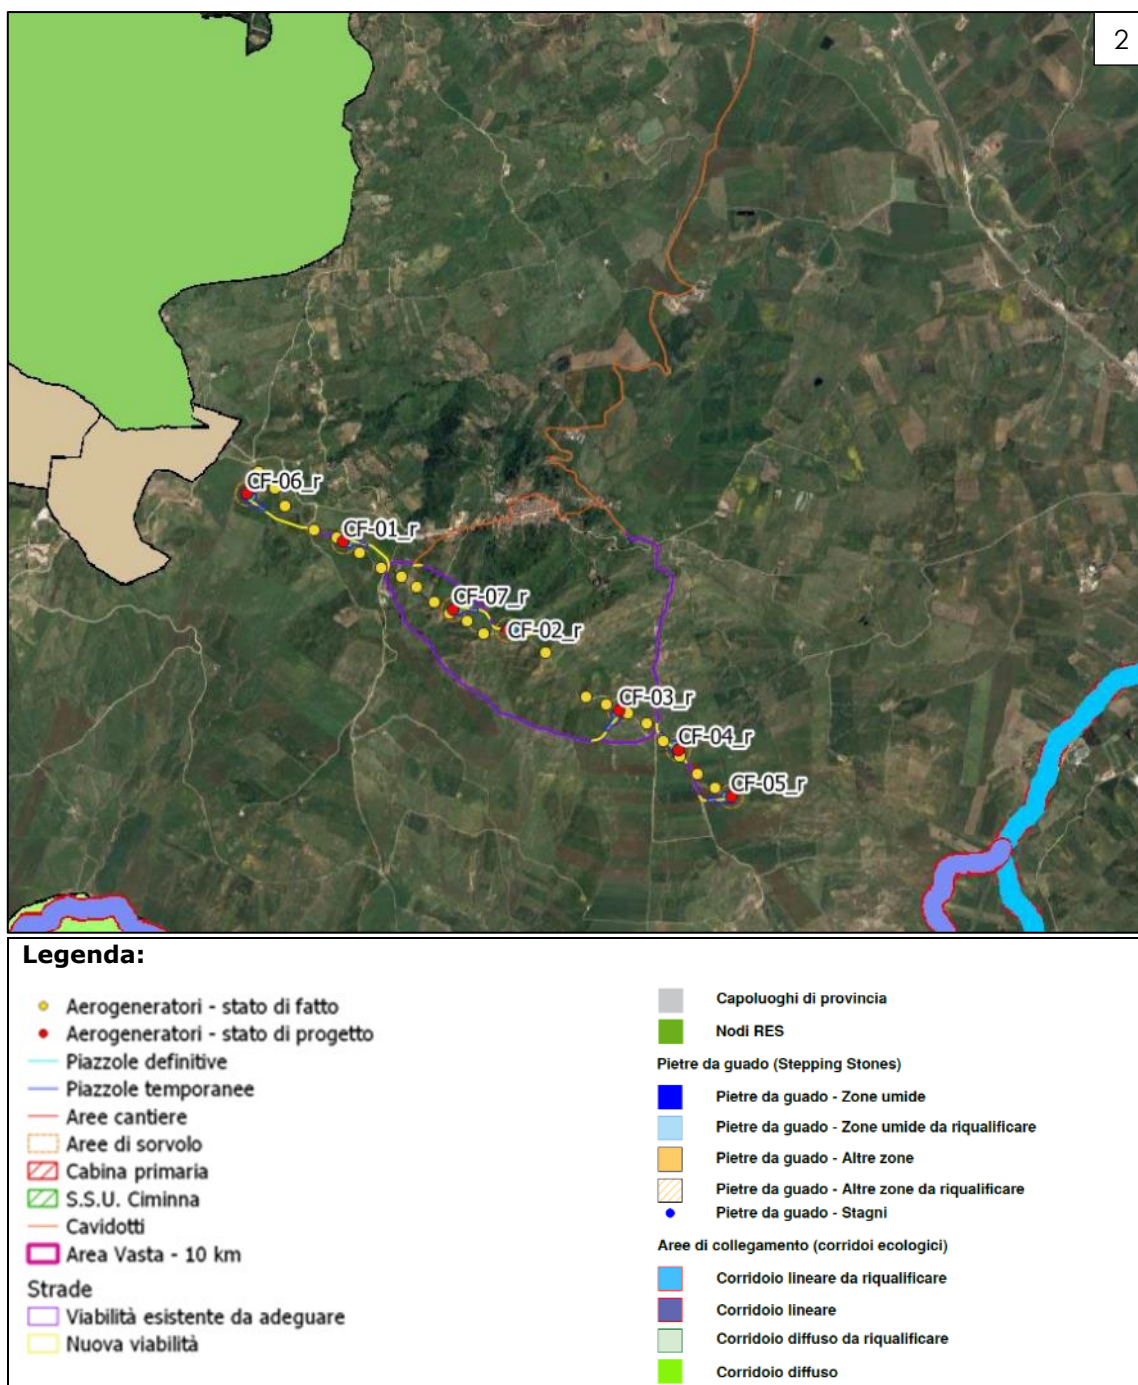 2
CF-06_r
CF-01_r
CF-07_r
CF-02_r
CF-03_r
CF-04_r
CF-05_r
Legenda:
Aerogeneratori - stato di fatto
Aerogeneratori - stato di progetto
Piazzole definitive
Piazzole temporanee
Aree cantiere
Aree di sorvolo
Cabina primaria
S.S.U. Ciminna
Cavidotti
Area Vasta - 10 km
Strade
Viabilità esistente da adeguare
Nuova viabilità
Capoluoghi di provincia
Nodi RES
Pietre da guado (Stepping Stones)
Pietre da guado - Zone umide
Pietre da guado - Zone umide da riqualificare
Pietre da guado - Altre zone
Pietre da guado - Altre zone da riqualificare
Pietre da guado - Stagni
Aree di collegamento (corridoi ecologici)
Corridoio lineare da riqualificare
Corridoio lineare
Corridoio diffuso da riqualificare
Corridoio diffuso